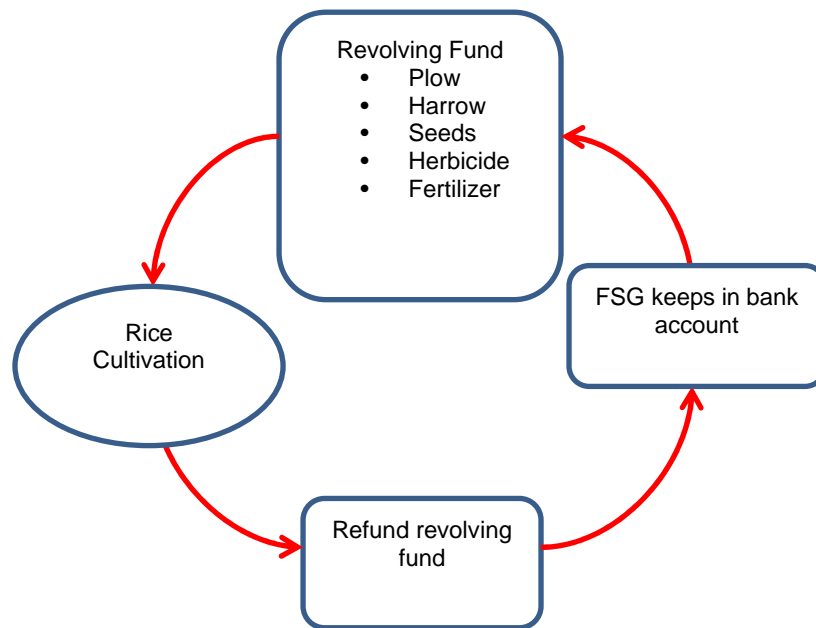 Revolving Fund
• Plow
• Harrow
• Seeds
• Herbicide
• Fertilizer
FSG keeps in bank
account
Rice
Cultivation
Refund revolving
fund